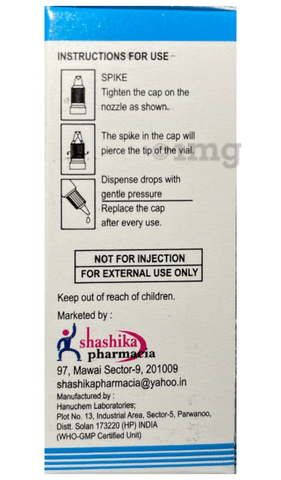 INSTRUCTIONS FOR USE
SPIKE
Tighten the cap on the
nozzle as shown.
The spike in the cap will
pierce the tip of the vial.
Dispense drops with
gentle pressure
Replace the cap
after every use.
1mg
NOT FOR INJECTION
FOR EXTERNAL USE ONLY
Keep out of reach of children.
Marketed by :
shashika
pharmacia
97, Mawai Sector-9, 201009
shashikapharmacia@yahoo.in
Manufactured by :
Hanuchem Laboratories;
Plot No. 13, Industrial Area, Sector-5, Parwanoo,
Distt. Solan 173220 (HP) INDIA
(WHO-GMP Certified Unit)